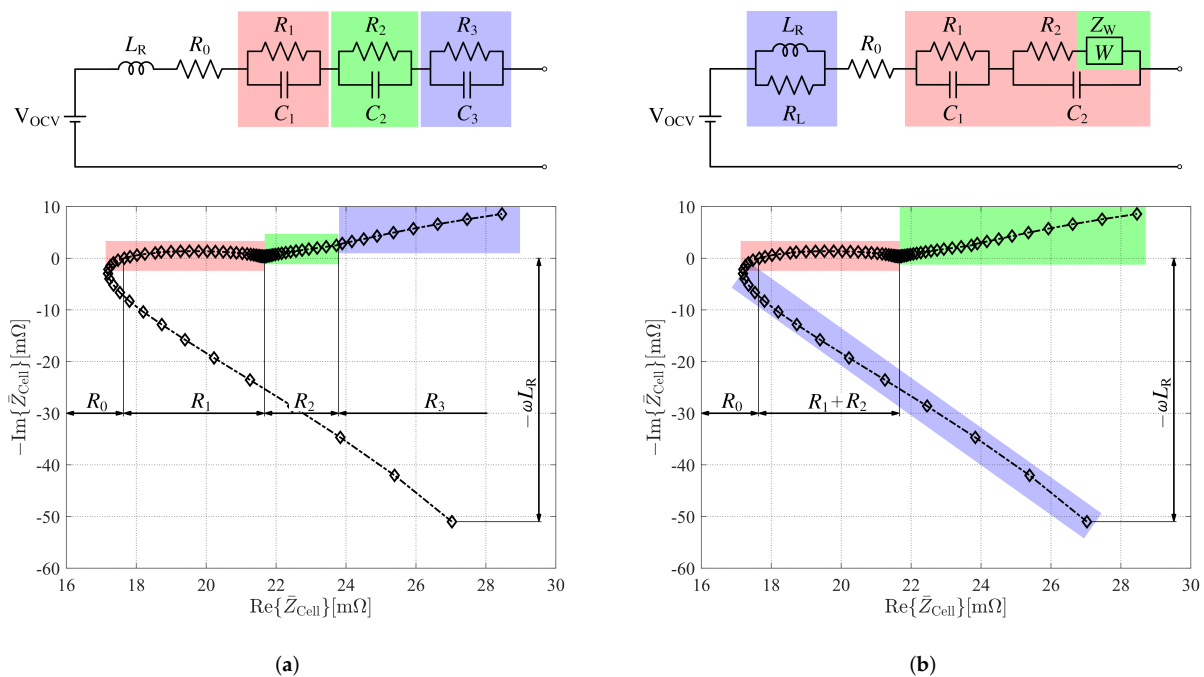 L_R R_0 R_1 R_2 R_3
V_OCV
C_1 C_2 C_3
10
0
-10
-20
-30
-40
-50
-60
−Im{Z̄_Cell}[mΩ]
R_0 R_1 R_2 R_3
−ωL_R
16 18 20 22 24 26 28 30
Re{Z̄_Cell}[mΩ]
(a)
L_R R_0 R_1 R_2 Z_W
W
V_OCV
R_L C_1 C_2
10
0
-10
-20
-30
-40
-50
-60
−Im{Z̄_Cell}[mΩ]
R_0 R_1+R_2
−ωL_R
16 18 20 22 24 26 28 30
Re{Z̄_Cell}[mΩ]
(b)